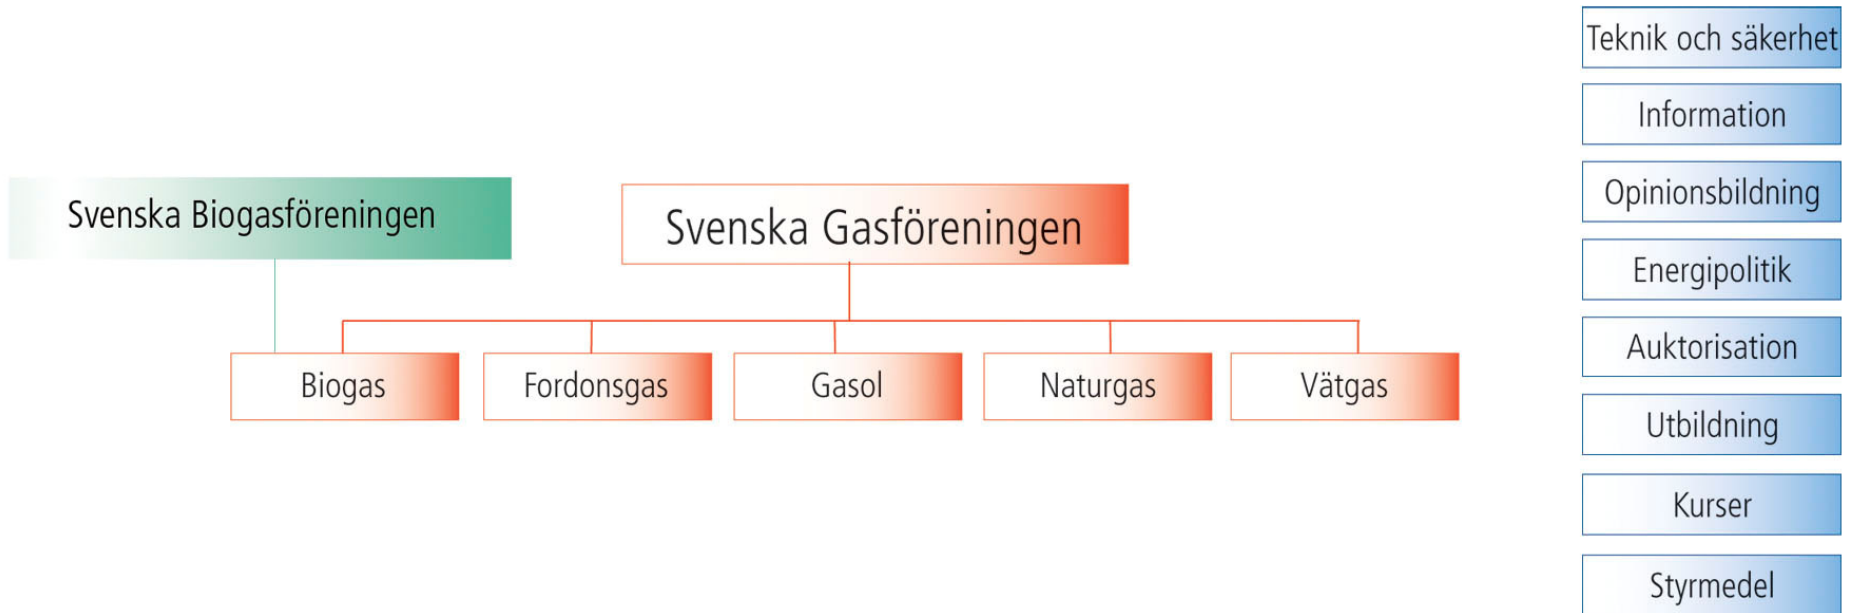 Svenska Biogasföreningen
Svenska Gasföreningen
Biogas
Fordonsgas
Gasol
Naturgas
Vätgas
Teknik och säkerhet
Information
Opinionsbildning
Energipolitik
Auktorisation
Utbildning
Kurser
Styrmedel